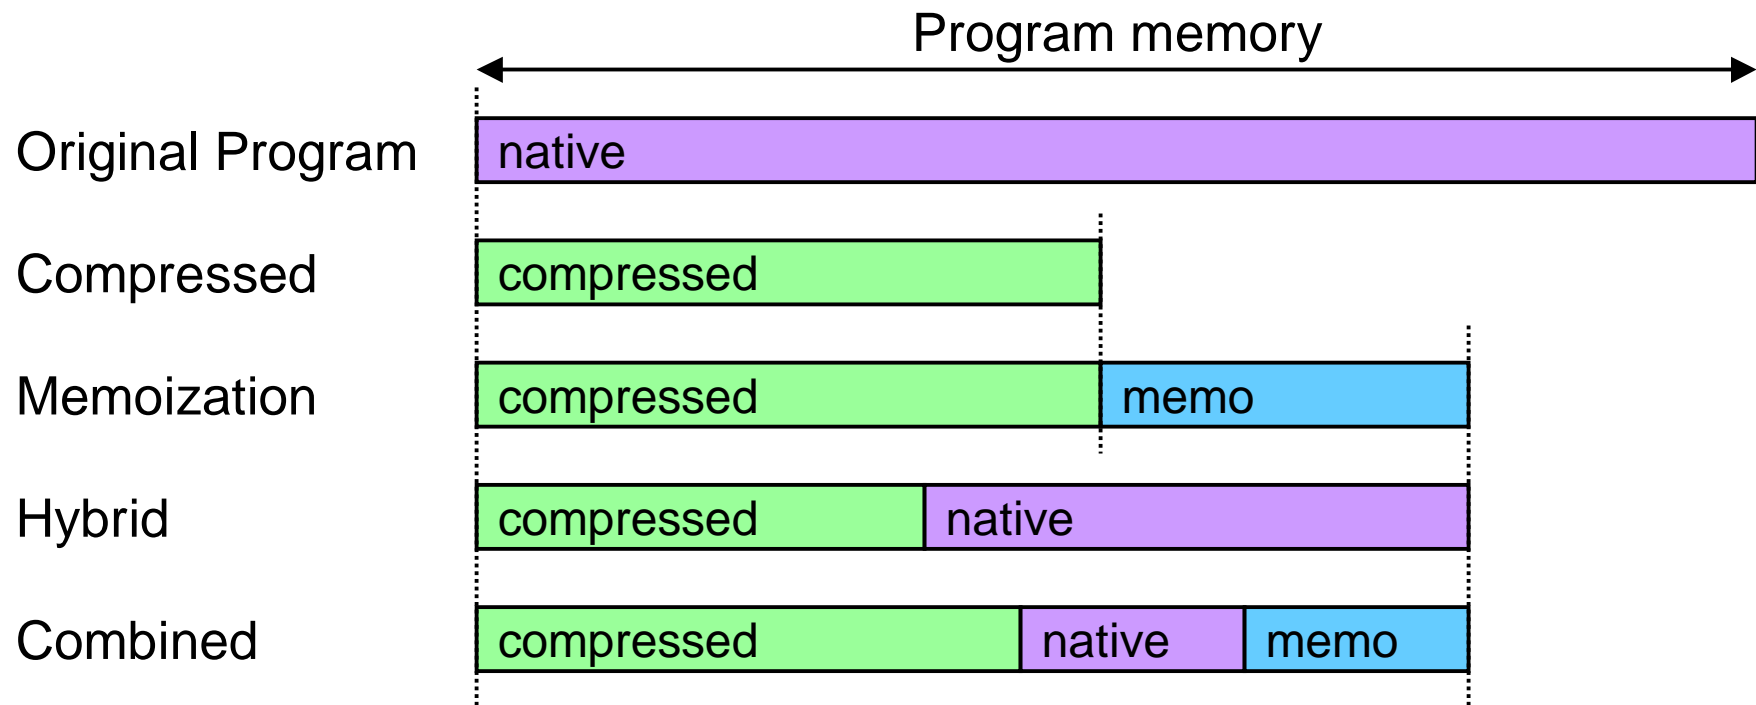 Program memory
Original Program native
Compressed compressed
Memoization compressed memo
Hybrid compressed native
Combined compressed native memo